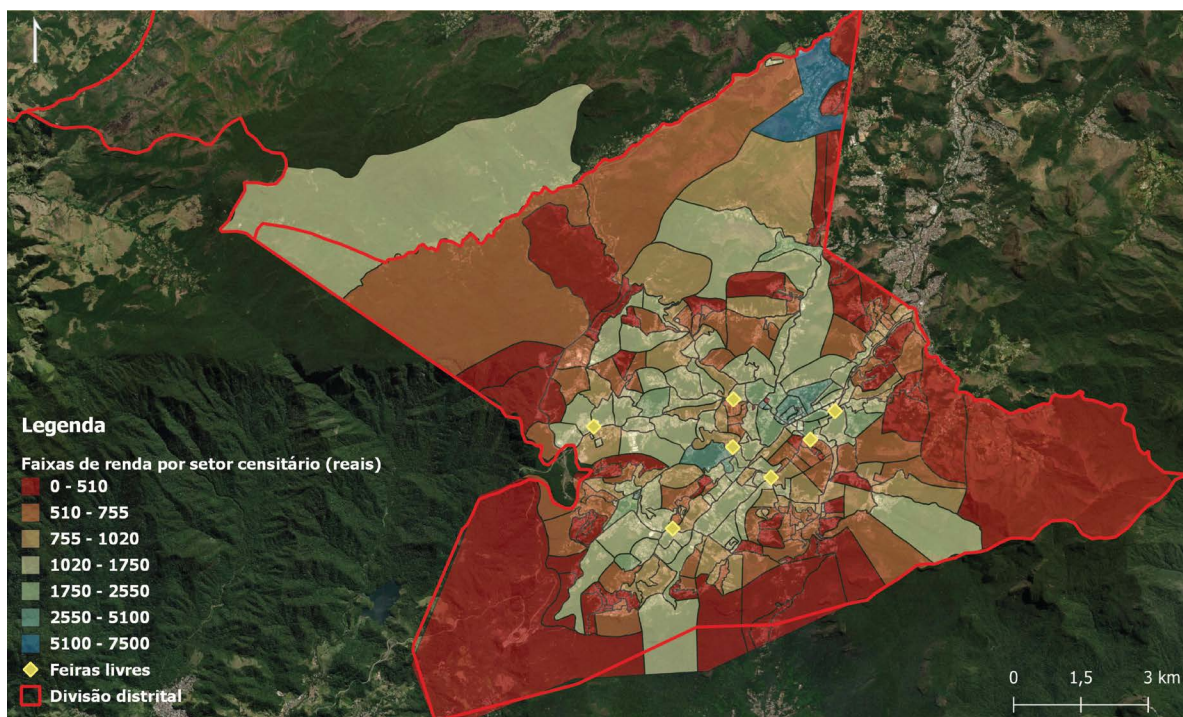 Legenda
Faixas de renda por setor censitário (reais)
0 - 510
510 - 755
755 - 1020
1020 - 1750
1750 - 2550
2550 - 5100
5100 - 7500
Feiras livres
Divisão distrital
0 1,5 3 km